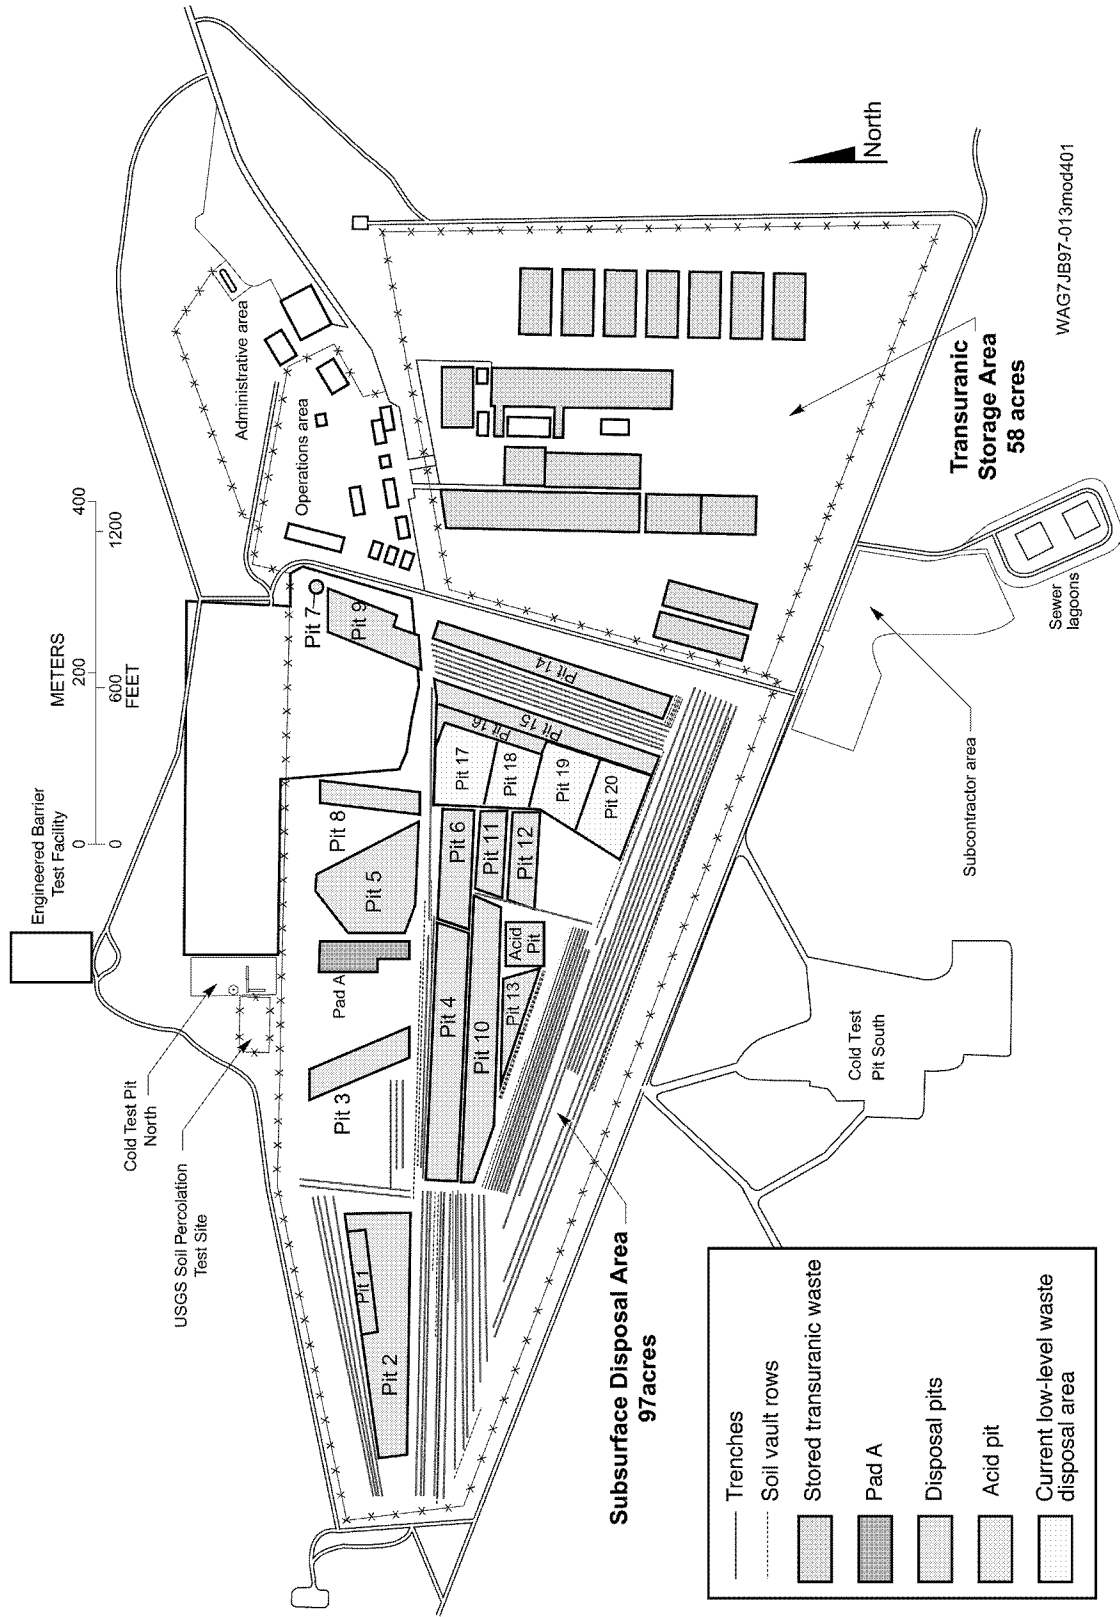 Engineered Barrier
Test Facility
METERS
0
200
400
0
600
1200
FEET
Cold Test Pit
North
USGS Soil Percolation
Test Site
Administrative area
Operations area
Pit 1
Pit 2
Pit 3
Pad A
Pit 5
Pit 8
Pit 7
Pit 9
Pit 4
Pit 10
Pit 6
Pit 11
Pit 12
Acid
Pit
Pit 13
Pit 17
Pit 18
Pit 19
Pit 20
Pit 16
Pit 15
Pit 14
Subsurface Disposal Area
97acres
Transuranic
Storage Area
58 acres
North
Cold Test
Pit South
Subcontractor area
Sewer
lagoons
WAG7JB97-013mod401
Trenches
Soil vault rows
Stored transuranic waste
Pad A
Disposal pits
Acid pit
Current low-level waste
disposal area